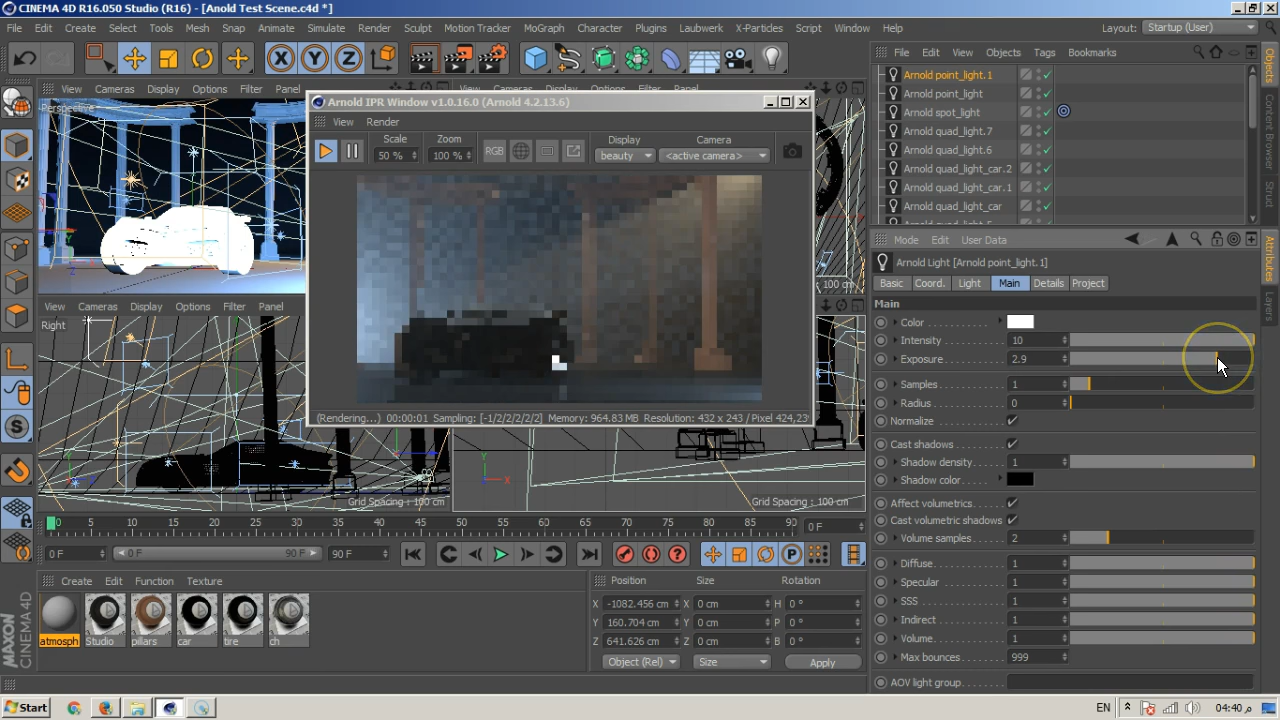 CINEMA 4D R16.050 Studio (R16) - [Anold Test Scene.c4d *]
File Edit Create Select Tools Mesh Snap Animate Simulate Render Sculpt Motion Tracker MoGraph Character Plugins Laubwerk X-Particles Script Window Help Layout: Startup (User)
File Edit View Objects Tags Bookmarks
View Cameras Display Options Filter Panel
Perspective
Arnold IPR Window v1.0.16.0 (Arnold 4.2.13.6)
View Render
Scale Zoom Display Camera
50 % 100 % RGB beauty <active camera>
(Rendering...) 00:00:01 Sampling: [-1/2/2/2/2/2] Memory: 964.83 MB Resolution: 432 x 243 / Pixel 424,23
Arnold point_light.1
Arnold point_light
Arnold spot_light
Arnold quad_light.7
Arnold quad_light.6
Arnold quad_light_car.2
Arnold quad_light_car.1
Arnold quad_light_car
Objects
Content Browser
Struct
Attributes
Layers
Mode Edit User Data
Arnold Light [Arnold point_light.1]
Basic Coord. Light Main Details Project
Main
Color
Intensity 10
Exposure 2.9
Samples 1
Radius 0
Normalize
Cast shadows
Shadow density 1
Shadow color
Affect volumetrics
Cast volumetric shadows
Volume samples 2
Diffuse 1
Specular 1
SSS 1
Indirect 1
Volume 1
Max bounces 999
AOV light group
View Cameras Display Options Filter Panel
Right
100 cm
Grid Spacing : 100 cm
Grid Spacing : 100 cm
0 5 10 15 20 25 30 35 40 45 50 55 60 65 70 75 80 85 90 0 F
0 F 0 F 90 F 90 F
Create Edit Function Texture
atmosph Studio pillars car tire ch
Position Size Rotation
X -1082.456 cm X 0 cm H 0 °
Y 160.704 cm Y 0 cm P 0 °
Z 641.626 cm Z 0 cm B 0 °
Object (Rel) Size Apply
MAXON CINEMA 4D
Start EN 04:40 م